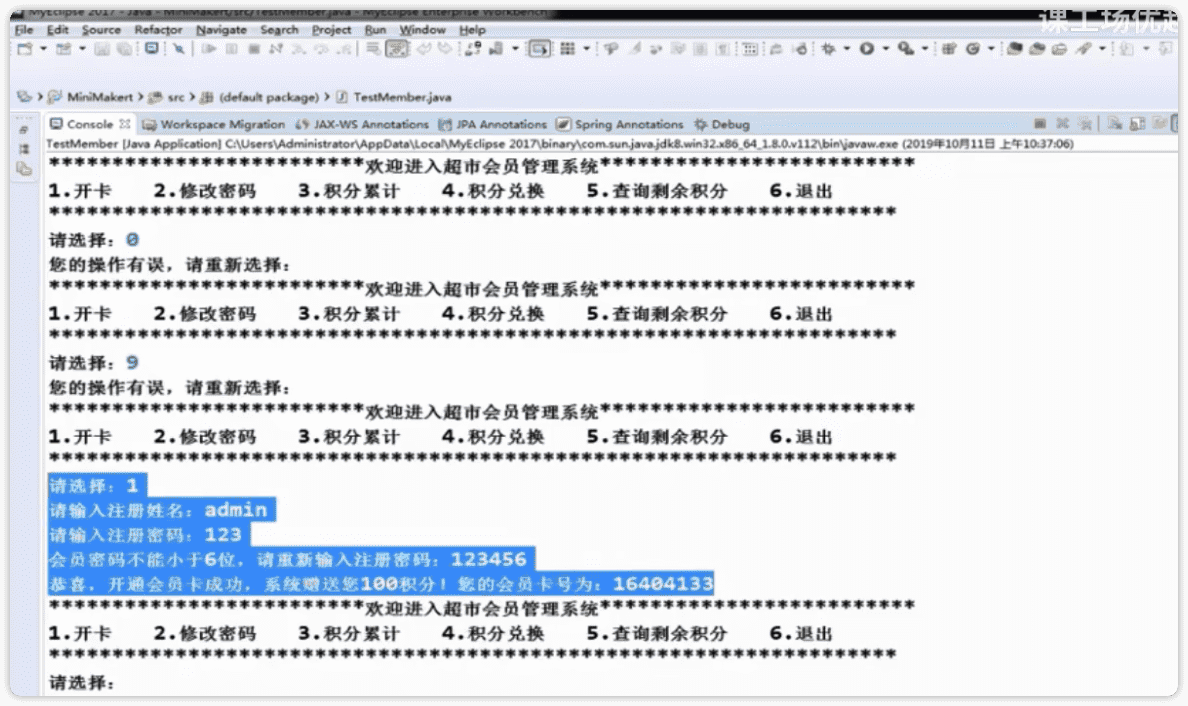 MyEclipse 2017 - Java - MiniMakert/src/TestMember.java - MyEclipse Enterprise Workbench
课工场优起
File Edit Source Refactor Navigate Search Project Run Window Help
MiniMakert > src > (default package) > TestMember.java
Console Workspace Migration JAX-WS Annotations JPA Annotations Spring Annotations Debug
TestMember [Java Application] C:\Users\Administrator\AppData\Local\MyEclipse 2017\binary\com.sun.java.jdk8.win32.x86_64_1.8.0.v112\bin\javaw.exe (2019年10月11日 上午10:37:06)
*************************欢迎进入超市会员管理系统*************************
1.开卡 2.修改密码 3.积分累计 4.积分兑换 5.查询剩余积分 6.退出
*******************************************************************
请选择：0
您的操作有误，请重新选择：
*************************欢迎进入超市会员管理系统*************************
1.开卡 2.修改密码 3.积分累计 4.积分兑换 5.查询剩余积分 6.退出
*******************************************************************
请选择：9
您的操作有误，请重新选择：
*************************欢迎进入超市会员管理系统*************************
1.开卡 2.修改密码 3.积分累计 4.积分兑换 5.查询剩余积分 6.退出
*******************************************************************
请选择：1
请输入注册姓名：admin
请输入注册密码：123
会员密码不能小于6位，请重新输入注册密码：123456
恭喜，开通会员卡成功，系统赠送您100积分！您的会员卡号为：16404133
*************************欢迎进入超市会员管理系统*************************
1.开卡 2.修改密码 3.积分累计 4.积分兑换 5.查询剩余积分 6.退出
*******************************************************************
请选择：